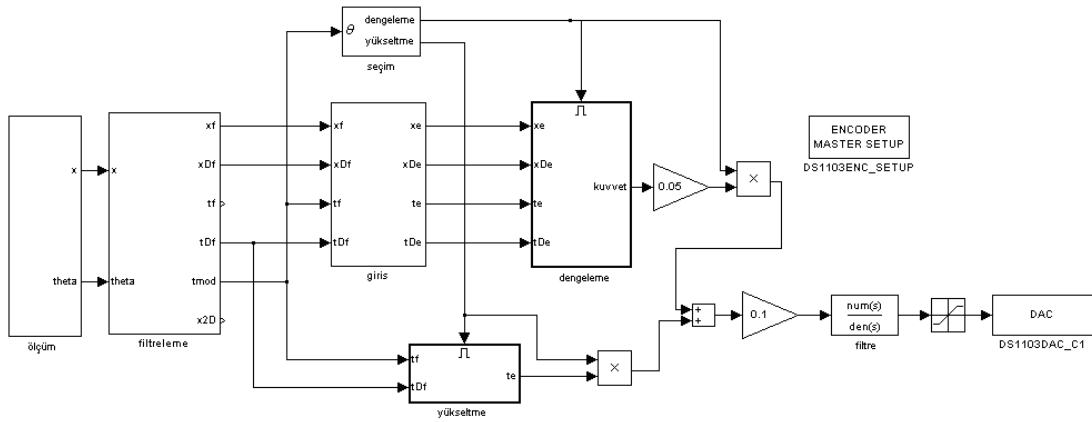 θ
dengeleme
yükseltme
seçim
x
theta
ölçüm
x
theta
xf
xDf
tf
tDf
tmod
x2D
filtreleme
xf
xDf
tf
tDf
xe
xDe
te
tDe
giris
xe
xDe
te
tDe
kuvvet
dengeleme
0.05
×
ENCODER
MASTER SETUP
DS1103ENC_SETUP
tf
tDf
te
yükseltme
×
+
+
0.1
num(s)
den(s)
filtre
DAC
DS1103DAC_C1